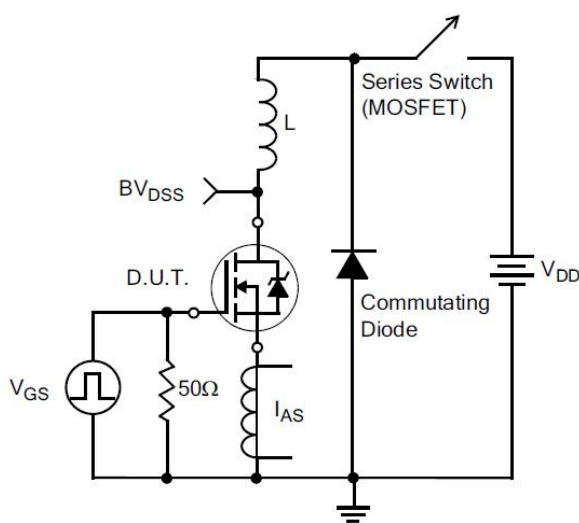 Series Switch
(MOSFET)
L
BVDSS
D.U.T.
VDD
Commutating
Diode
VGS
50Ω
IAS